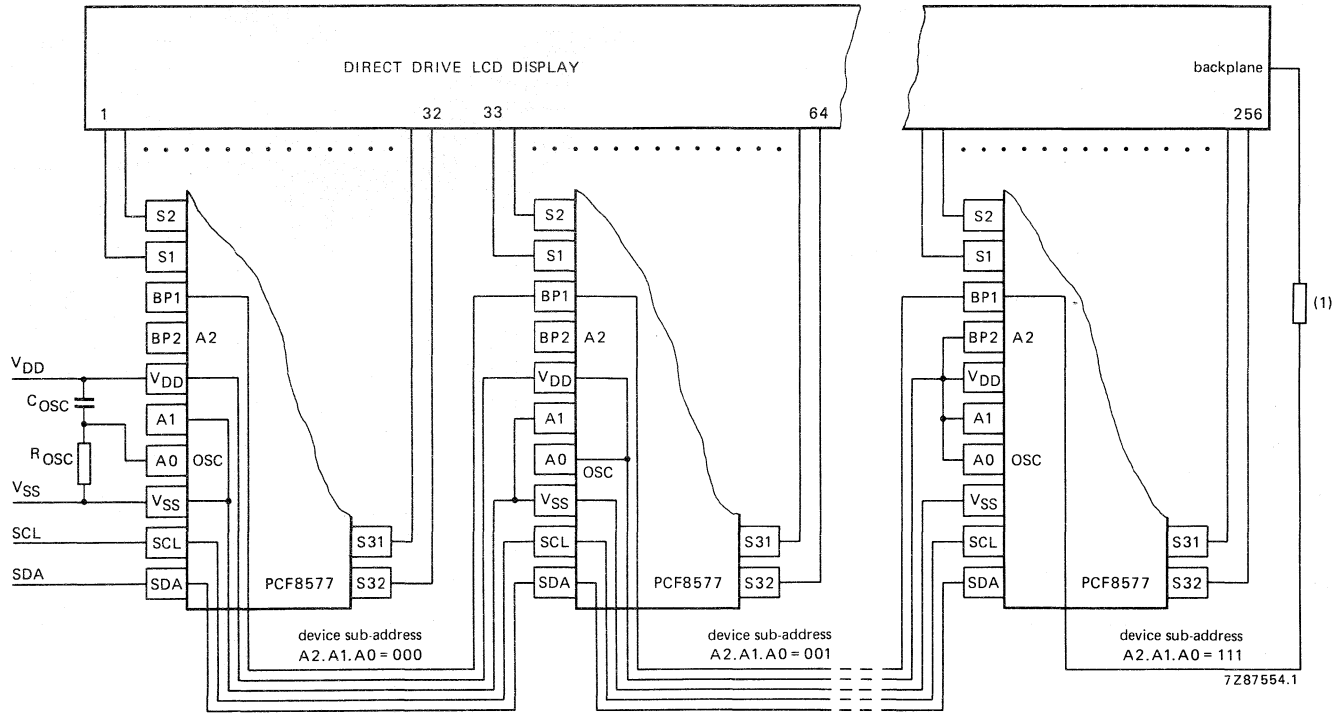 DIRECT DRIVE LCD DISPLAY
backplane
1
32
33
64
256
(1)
S2
S1
BP1
BP2
A2
VDD
A1
A0
OSC
VSS
SCL
SDA
S31
S32
PCF8577
VDD
COSC
ROSC
VSS
SCL
SDA
device sub-address
A2.A1.A0 = 000
S2
S1
BP1
BP2
A2
VDD
A1
A0
OSC
VSS
SCL
SDA
S31
S32
PCF8577
device sub-address
A2.A1.A0 = 001
S2
S1
BP1
BP2
A2
VDD
A1
A0
OSC
VSS
SCL
SDA
S31
S32
PCF8577
device sub-address
A2.A1.A0 = 111
7Z87554.1